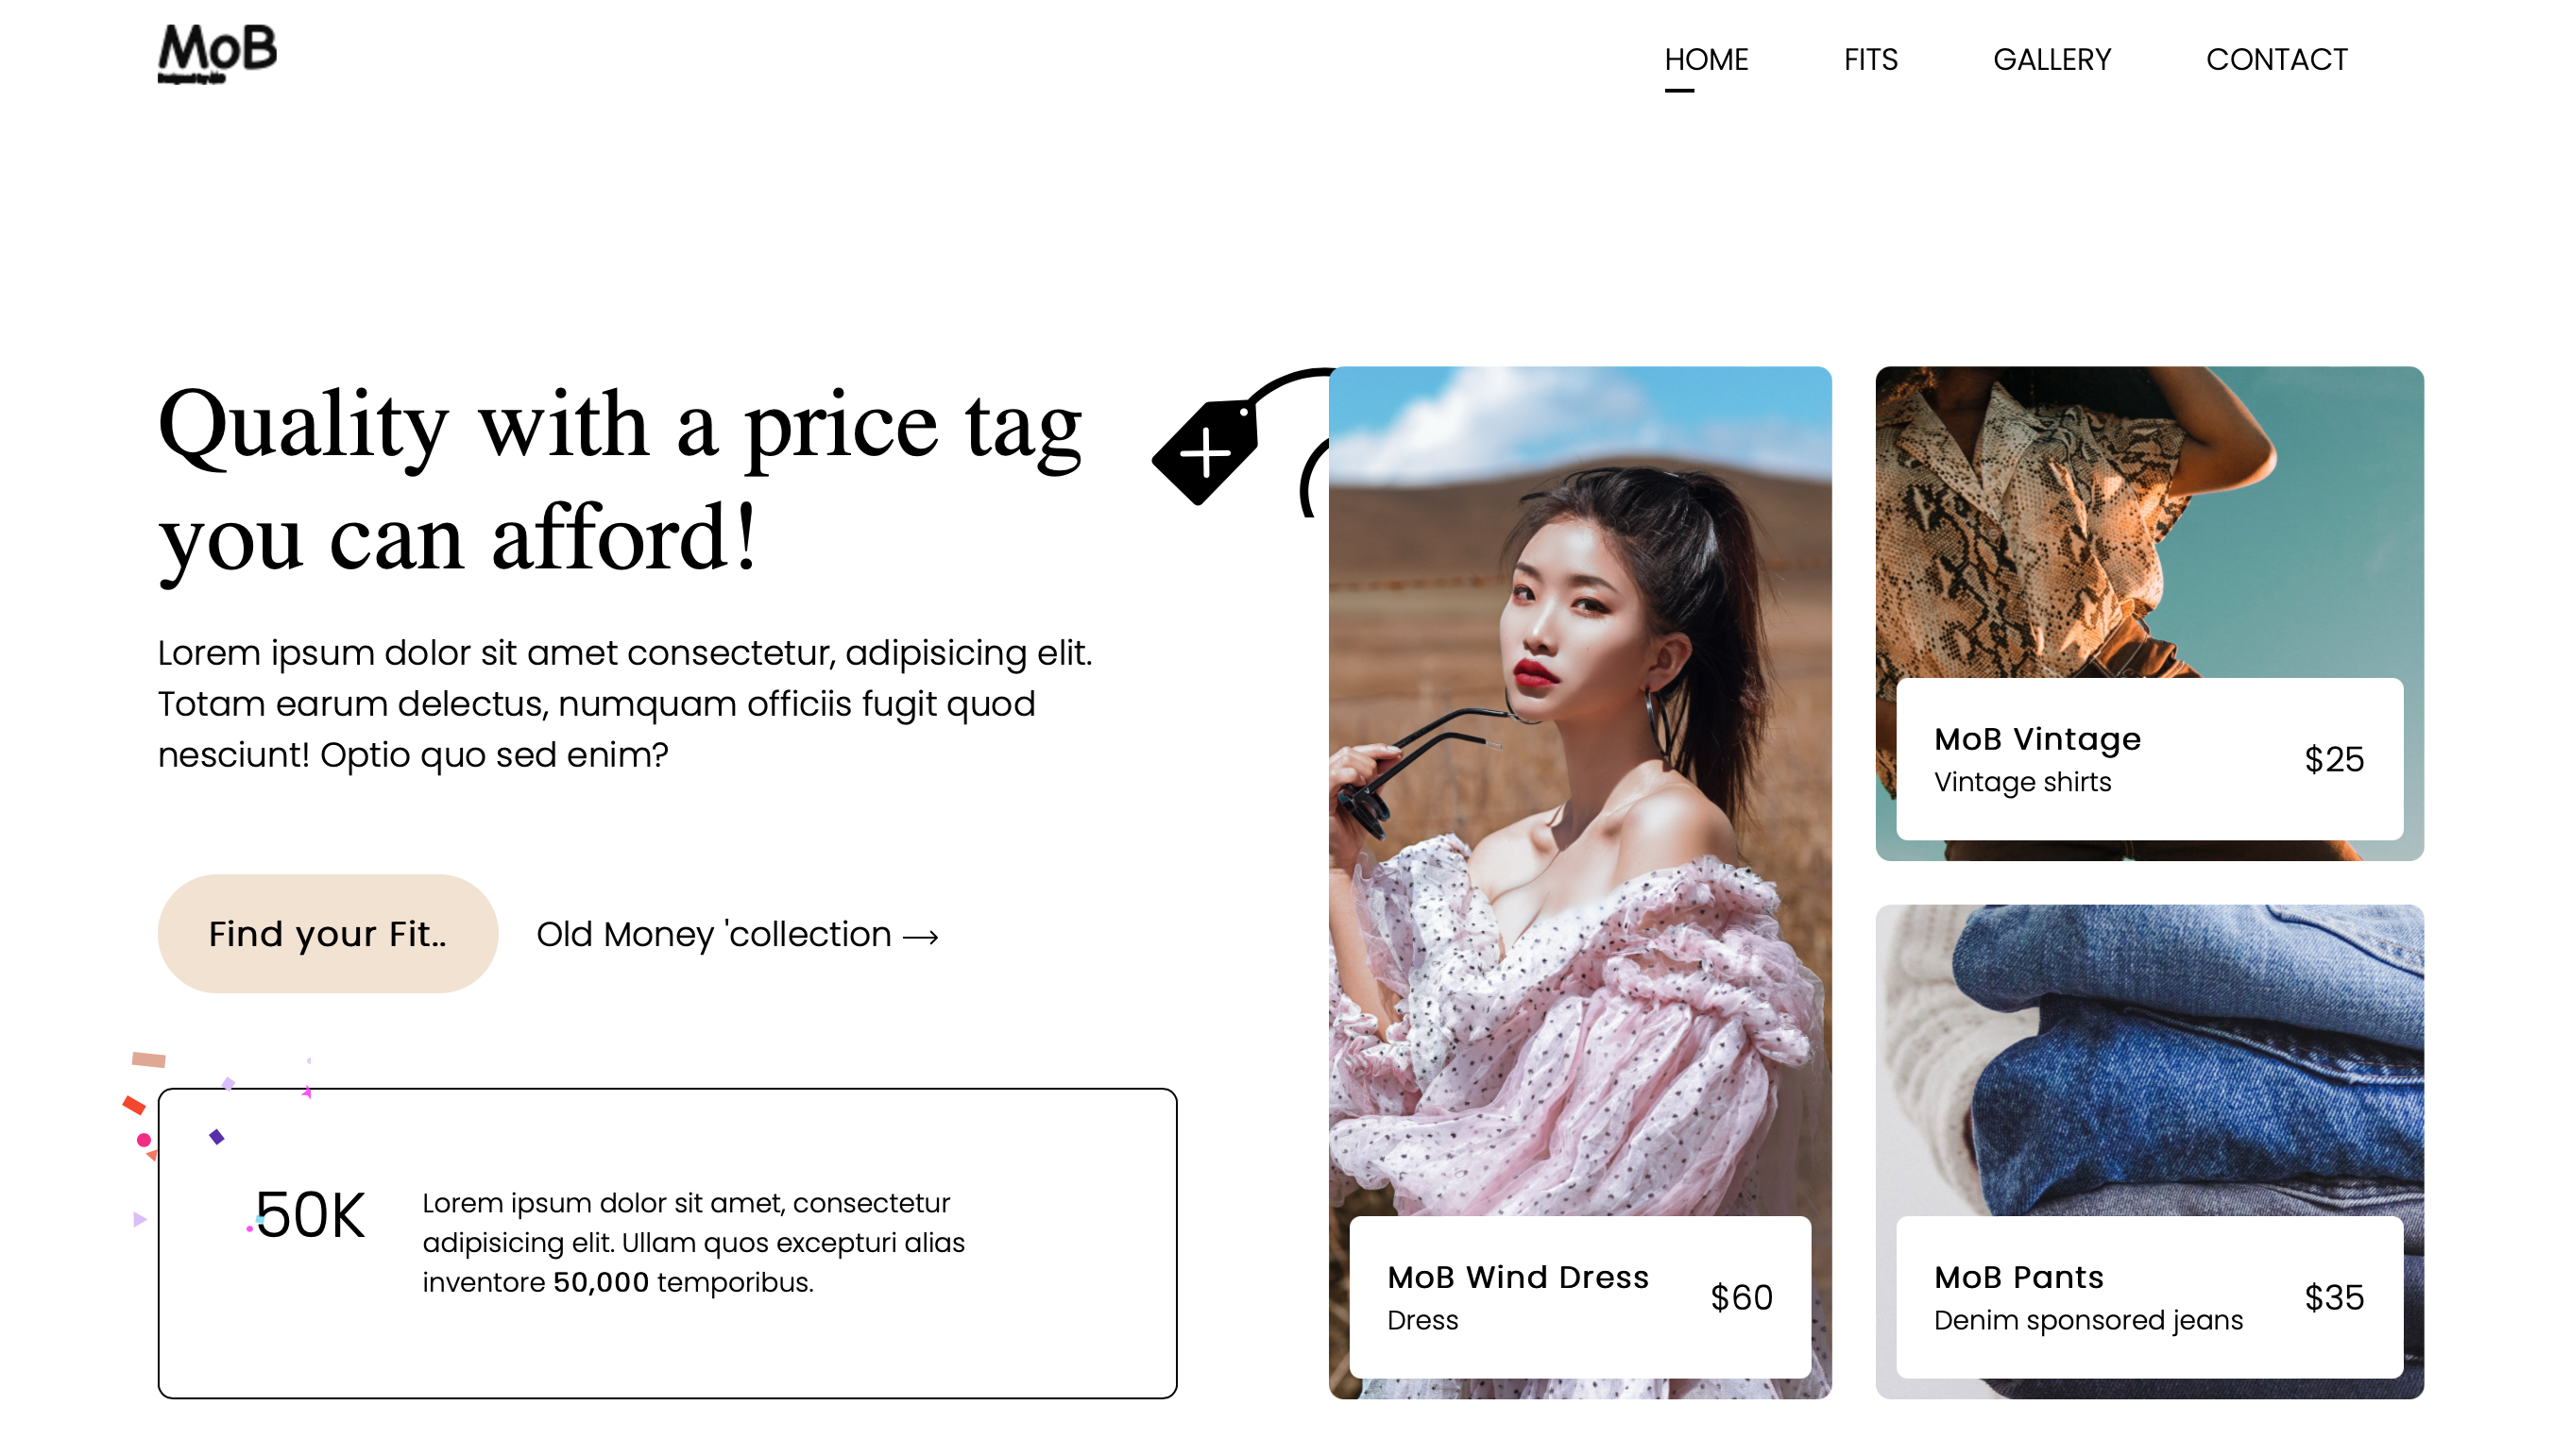 MoB
HOME
FITS
GALLERY
CONTACT
Quality with a price tag
you can afford!
Lorem ipsum dolor sit amet consectetur, adipisicing elit.
Totam earum delectus, numquam officiis fugit quod
nesciunt! Optio quo sed enim?
Find your Fit..
Old Money 'collection →
50K
Lorem ipsum dolor sit amet, consectetur
adipisicing elit. Ullam quos excepturi alias
inventore 50,000 temporibus.
MoB Wind Dress
Dress
$60
MoB Vintage
Vintage shirts
$25
MoB Pants
Denim sponsored jeans
$35